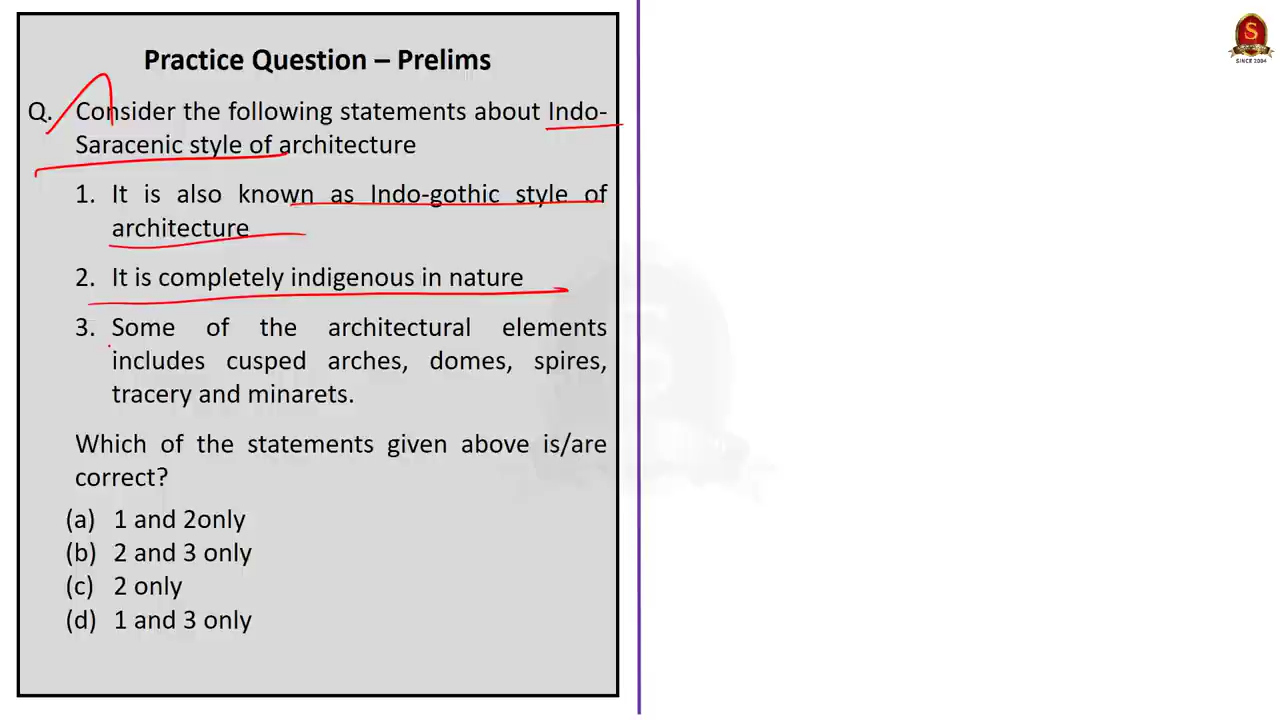 Practice Question – Prelims
Q. Consider the following statements about Indo-
Saracenic style of architecture
1. It is also known as Indo-gothic style of
architecture
2. It is completely indigenous in nature
3. Some of the architectural elements
includes cusped arches, domes, spires,
tracery and minarets.
Which of the statements given above is/are
correct?
(a) 1 and 2only
(b) 2 and 3 only
(c) 2 only
(d) 1 and 3 only
S
SINCE 2004
S